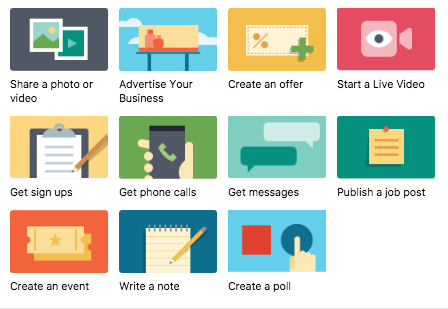 Share a photo or
video
Advertise Your
Business
Create an offer
Start a Live Video
Get sign ups
Get phone calls
Get messages
Publish a job post
Create an event
Write a note
Create a poll